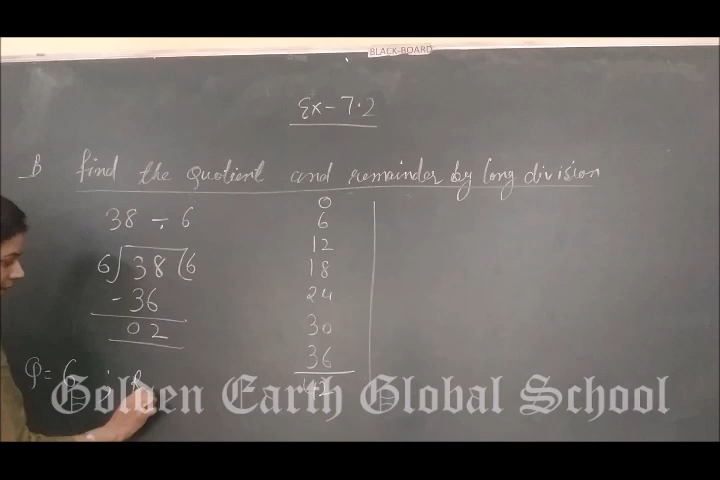 BLACK-BOARD
Ex-7.2
B Find the quotient and remainder by long division
38 ÷ 6
6)38(6
-36
02
Q=6 ; R
0
6
12
18
24
30
36
42
Golden Earth Global School